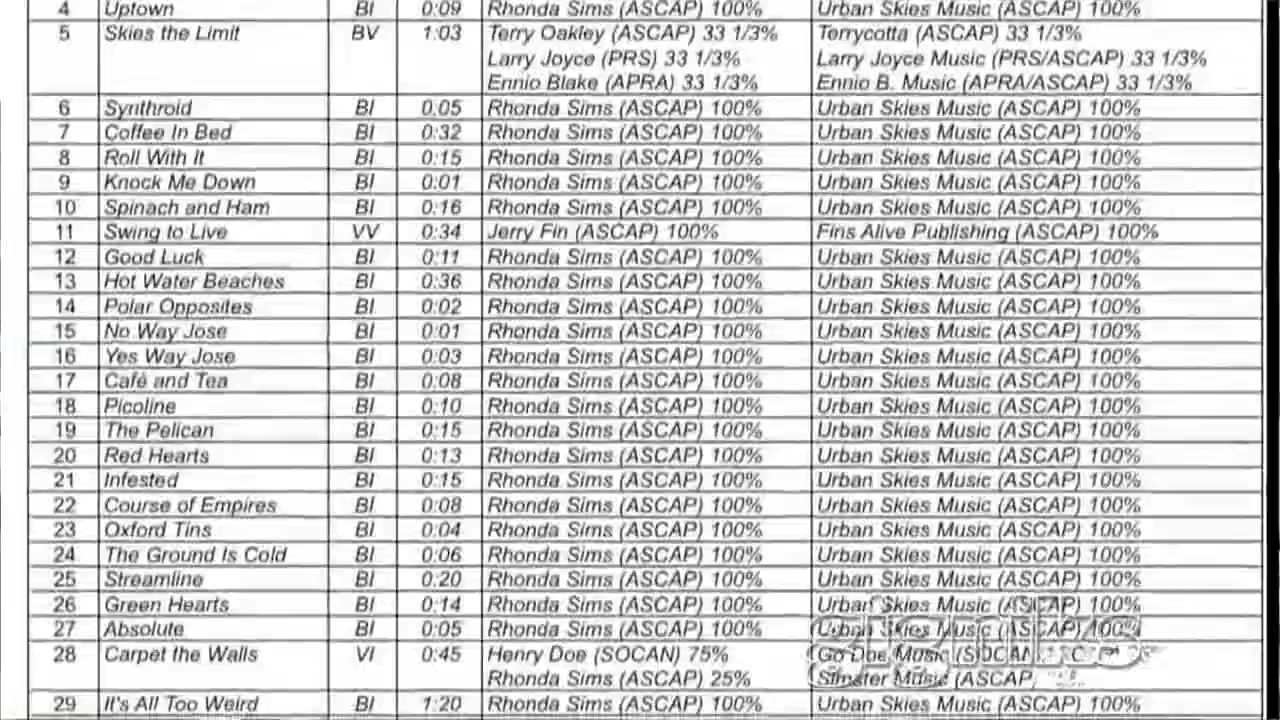 4 Uptown BI 0:09 Rhonda Sims (ASCAP) 100% Urban Skies Music (ASCAP) 100%
5 Skies the Limit BV 1:03 Terry Oakley (ASCAP) 33 1/3% Terrycotta (ASCAP) 33 1/3%
Larry Joyce (PRS) 33 1/3% Larry Joyce Music (PRS/ASCAP) 33 1/3%
Ennio Blake (APRA) 33 1/3% Ennio B. Music (APRA/ASCAP) 33 1/3%
6 Synthroid BI 0:05 Rhonda Sims (ASCAP) 100% Urban Skies Music (ASCAP) 100%
7 Coffee In Bed BI 0:32 Rhonda Sims (ASCAP) 100% Urban Skies Music (ASCAP) 100%
8 Roll With It BI 0:15 Rhonda Sims (ASCAP) 100% Urban Skies Music (ASCAP) 100%
9 Knock Me Down BI 0:01 Rhonda Sims (ASCAP) 100% Urban Skies Music (ASCAP) 100%
10 Spinach and Ham BI 0:16 Rhonda Sims (ASCAP) 100% Urban Skies Music (ASCAP) 100%
11 Swing to Live VV 0:34 Jerry Fin (ASCAP) 100% Fins Alive Publishing (ASCAP) 100%
12 Good Luck BI 0:11 Rhonda Sims (ASCAP) 100% Urban Skies Music (ASCAP) 100%
13 Hot Water Beaches BI 0:36 Rhonda Sims (ASCAP) 100% Urban Skies Music (ASCAP) 100%
14 Polar Opposites BI 0:02 Rhonda Sims (ASCAP) 100% Urban Skies Music (ASCAP) 100%
15 No Way Jose BI 0:01 Rhonda Sims (ASCAP) 100% Urban Skies Music (ASCAP) 100%
16 Yes Way Jose BI 0:03 Rhonda Sims (ASCAP) 100% Urban Skies Music (ASCAP) 100%
17 Café and Tea BI 0:08 Rhonda Sims (ASCAP) 100% Urban Skies Music (ASCAP) 100%
18 Picoline BI 0:10 Rhonda Sims (ASCAP) 100% Urban Skies Music (ASCAP) 100%
19 The Pelican BI 0:15 Rhonda Sims (ASCAP) 100% Urban Skies Music (ASCAP) 100%
20 Red Hearts BI 0:13 Rhonda Sims (ASCAP) 100% Urban Skies Music (ASCAP) 100%
21 Infested BI 0:15 Rhonda Sims (ASCAP) 100% Urban Skies Music (ASCAP) 100%
22 Course of Empires BI 0:08 Rhonda Sims (ASCAP) 100% Urban Skies Music (ASCAP) 100%
23 Oxford Tins BI 0:04 Rhonda Sims (ASCAP) 100% Urban Skies Music (ASCAP) 100%
24 The Ground Is Cold BI 0:06 Rhonda Sims (ASCAP) 100% Urban Skies Music (ASCAP) 100%
25 Streamline BI 0:20 Rhonda Sims (ASCAP) 100% Urban Skies Music (ASCAP) 100%
26 Green Hearts BI 0:14 Rhonda Sims (ASCAP) 100% Urban Skies Music (ASCAP) 100%
27 Absolute BI 0:05 Rhonda Sims (ASCAP) 100% Urban Skies Music (ASCAP) 100%
28 Carpet the Walls VI 0:45 Henry Doe (SOCAN) 75% Go Doe Music (SOCAN
Rhonda Sims (ASCAP) 25% Music (ASCAP
29 It's All Too Weird BI 1:20 Rhonda Sims (ASCAP) 100% Urban Skies Music (ASCAP) 100%